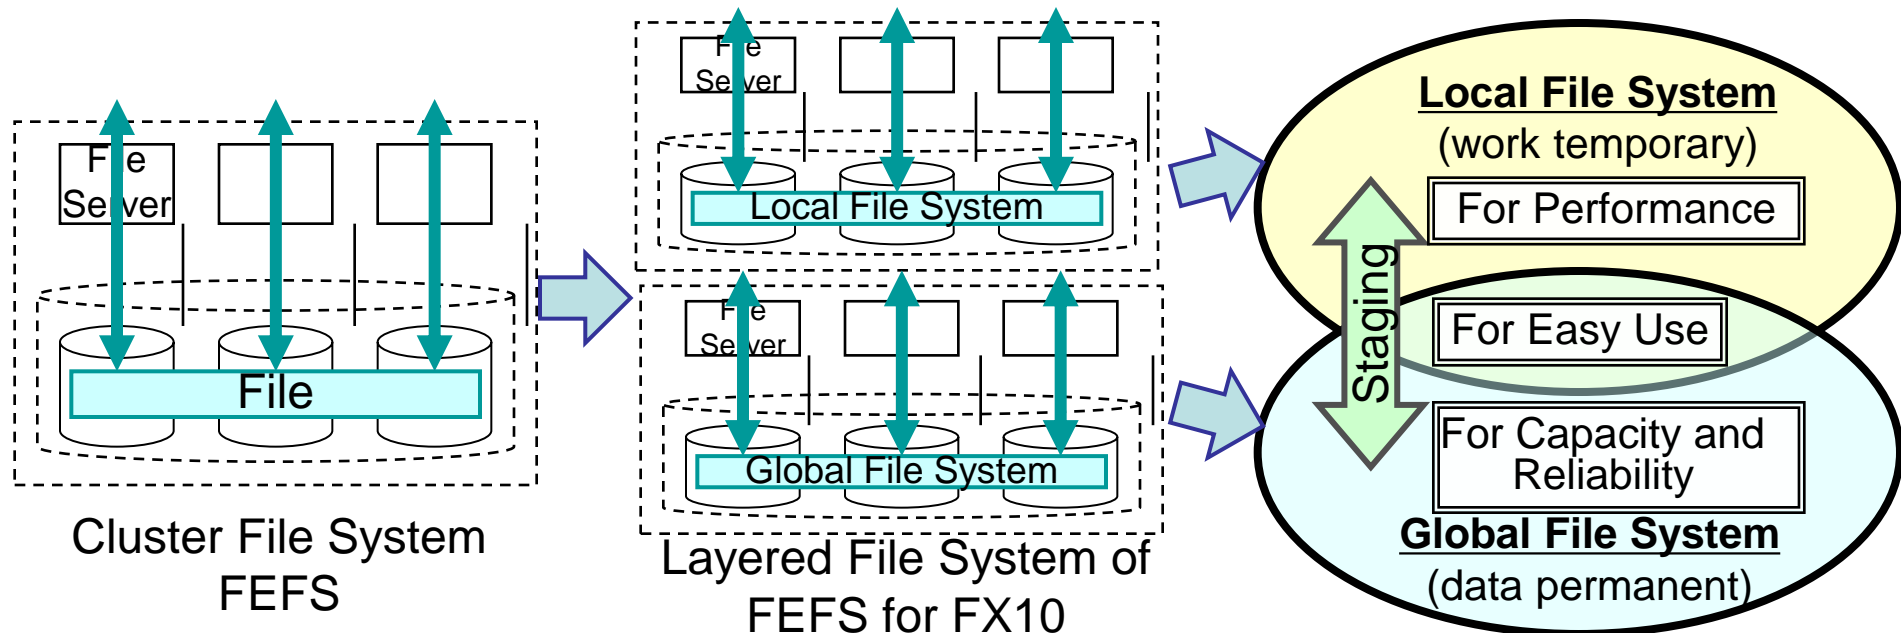 File
Server
File
Cluster File System
FEFS
File
Server
Local File System
File
Server
Global File System
Layered File System of
FEFS for FX10
Local File System
(work temporary)
For Performance
Staging
For Easy Use
For Capacity and
Reliability
Global File System
(data permanent)